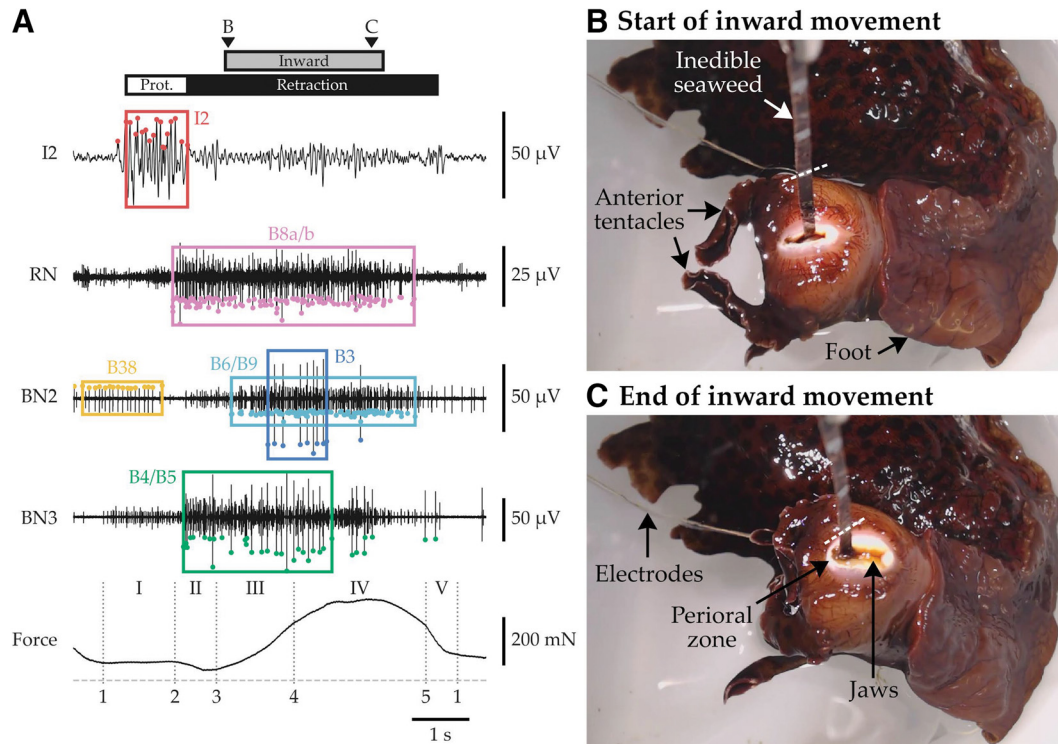 A
B
C
Inward
Prot.
Retraction
I2
I2
50 µV
B8a/b
RN
25 µV
B38
B6/B9
B3
BN2
50 µV
B4/B5
BN3
50 µV
I
II
III
IV
V
Force
200 mN
1
2
3
4
5
1
1 s
B Start of inward movement
Inedible
seaweed
Anterior
tentacles
Foot
C End of inward movement
Electrodes
Perioral
zone
Jaws